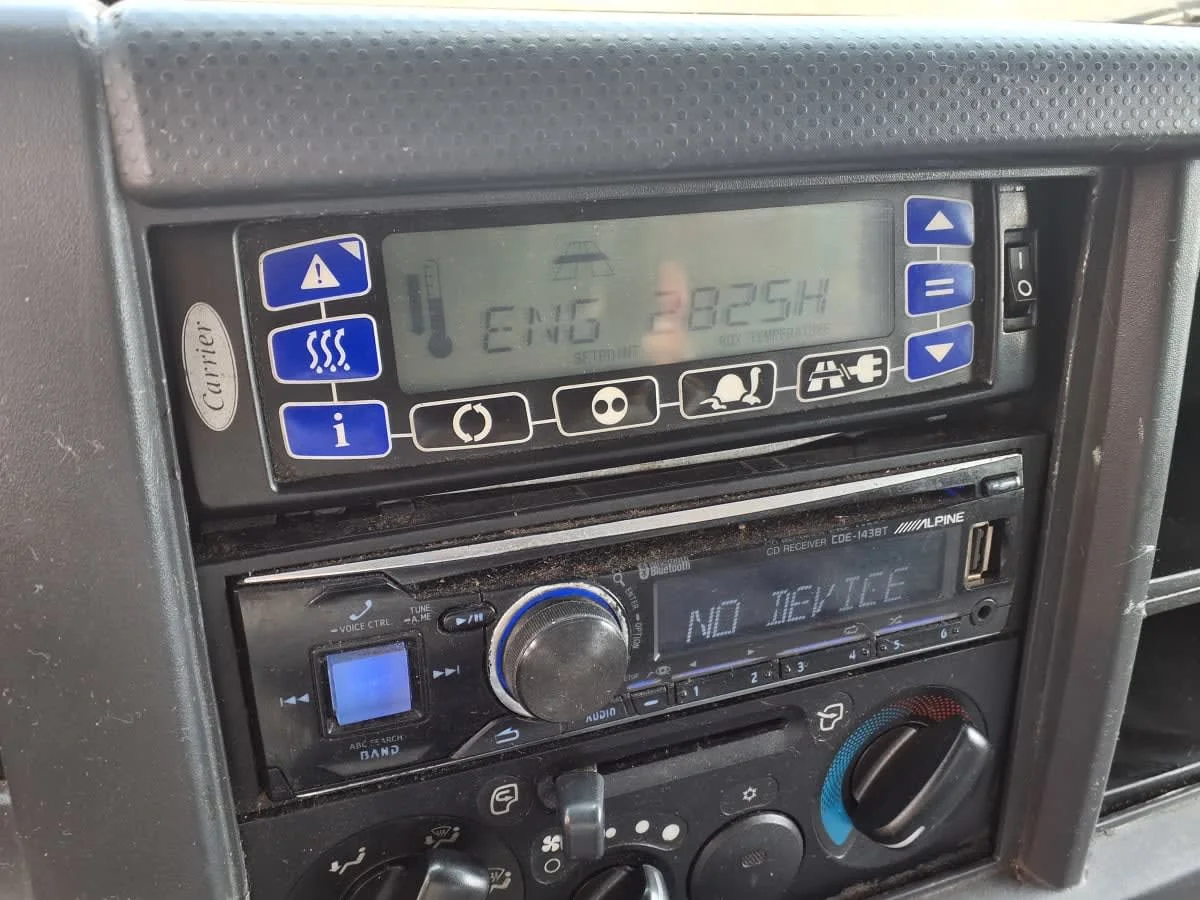 Carrier
ENG 2825H
SETPOINT
BOX TEMPERATURE
i
I
O
ALPINE
CD RECEIVER CDE-143BT
Bluetooth
ENTER
OPTION
NO DEVICE
VOICE CTRL
TUNE
A.ME
ABC SEARCH
BAND
AUDIO
1
2
3
4
5
6